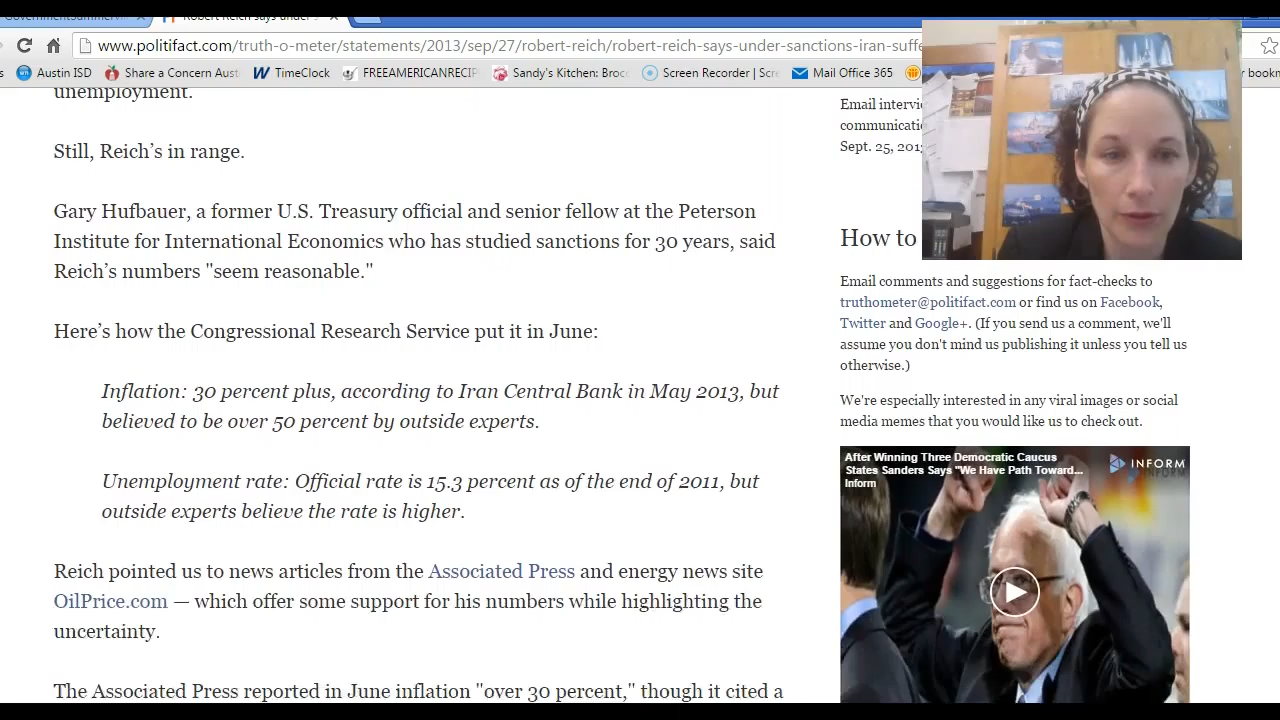 GovernmentSummer
Robert Reich says under
www.politifact.com/truth-o-meter/statements/2013/sep/27/robert-reich/robert-reich-says-under-sanctions-iran-suffe
Austin ISD
Share a Concern Aust
TimeClock
FREEAMERICANRECIP
Sandy's Kitchen: Broc
Screen Recorder | Scre
Mail Office 365
bookm
unemployment.
Still, Reich's in range.
Gary Hufbauer, a former U.S. Treasury official and senior fellow at the Peterson
Institute for International Economics who has studied sanctions for 30 years, said
Reich's numbers "seem reasonable."
Here's how the Congressional Research Service put it in June:
Inflation: 30 percent plus, according to Iran Central Bank in May 2013, but
believed to be over 50 percent by outside experts.
Unemployment rate: Official rate is 15.3 percent as of the end of 2011, but
outside experts believe the rate is higher.
Reich pointed us to news articles from the Associated Press and energy news site
OilPrice.com — which offer some support for his numbers while highlighting the
uncertainty.
The Associated Press reported in June inflation "over 30 percent," though it cited a
Email intervie
communicatio
Sept. 25, 201
How to
Email comments and suggestions for fact-checks to
truthometer@politifact.com or find us on Facebook,
Twitter and Google+. (If you send us a comment, we'll
assume you don't mind us publishing it unless you tell us
otherwise.)
We're especially interested in any viral images or social
media memes that you would like us to check out.
After Winning Three Democratic Caucus
States Sanders Says "We Have Path Toward...
Inform
INFORM